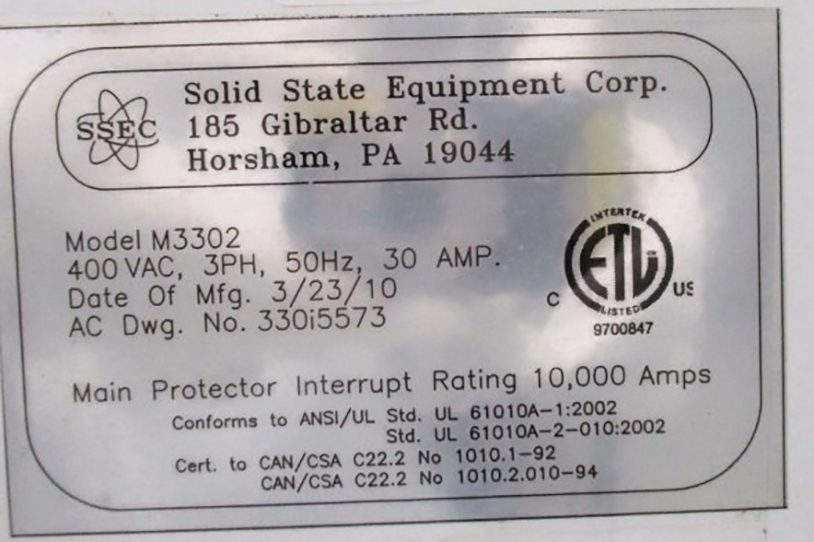 SSEC
Solid State Equipment Corp.
185 Gibraltar Rd.
Horsham, PA 19044
Model M3302
400 VAC, 3PH, 50Hz, 30 AMP.
Date Of Mfg. 3/23/10
AC Dwg. No. 330i5573
INTERTEK
ETL
LISTED
C US
9700847
Main Protector Interrupt Rating 10,000 Amps
Conforms to ANSI/UL Std. UL 61010A-1:2002
Std. UL 61010A-2-010:2002
Cert. to CAN/CSA C22.2 No 1010.1-92
CAN/CSA C22.2 No 1010.2.010-94